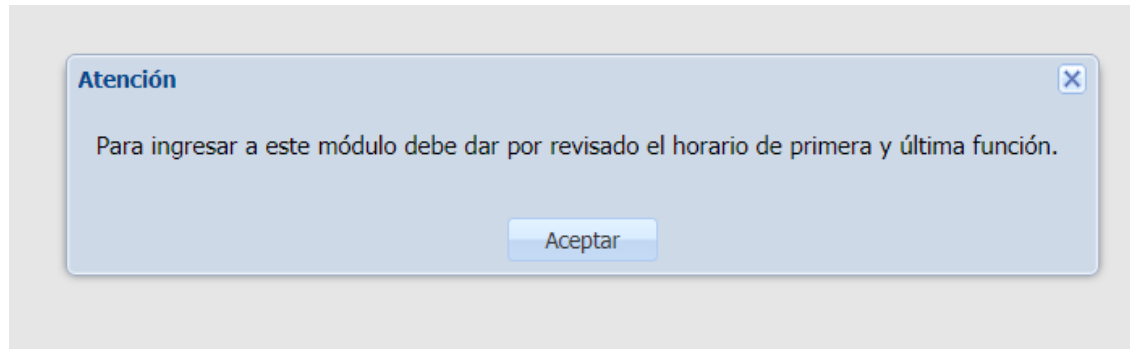 Atención
Para ingresar a este módulo debe dar por revisado el horario de primera y última función.
Aceptar